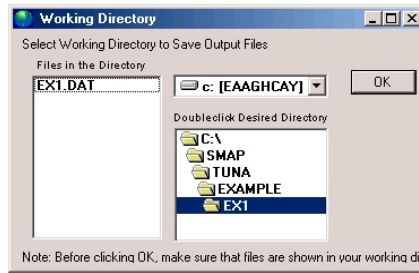 Working Directory
Select Working Directory to Save Output Files
Files in the Directory
EX1.DAT
c: [EAAGHCAY]
OK
Doubleclick Desired Directory
C:\
SMAP
TUNA
EXAMPLE
EX1
Note: Before clicking OK, make sure that files are shown in your working di